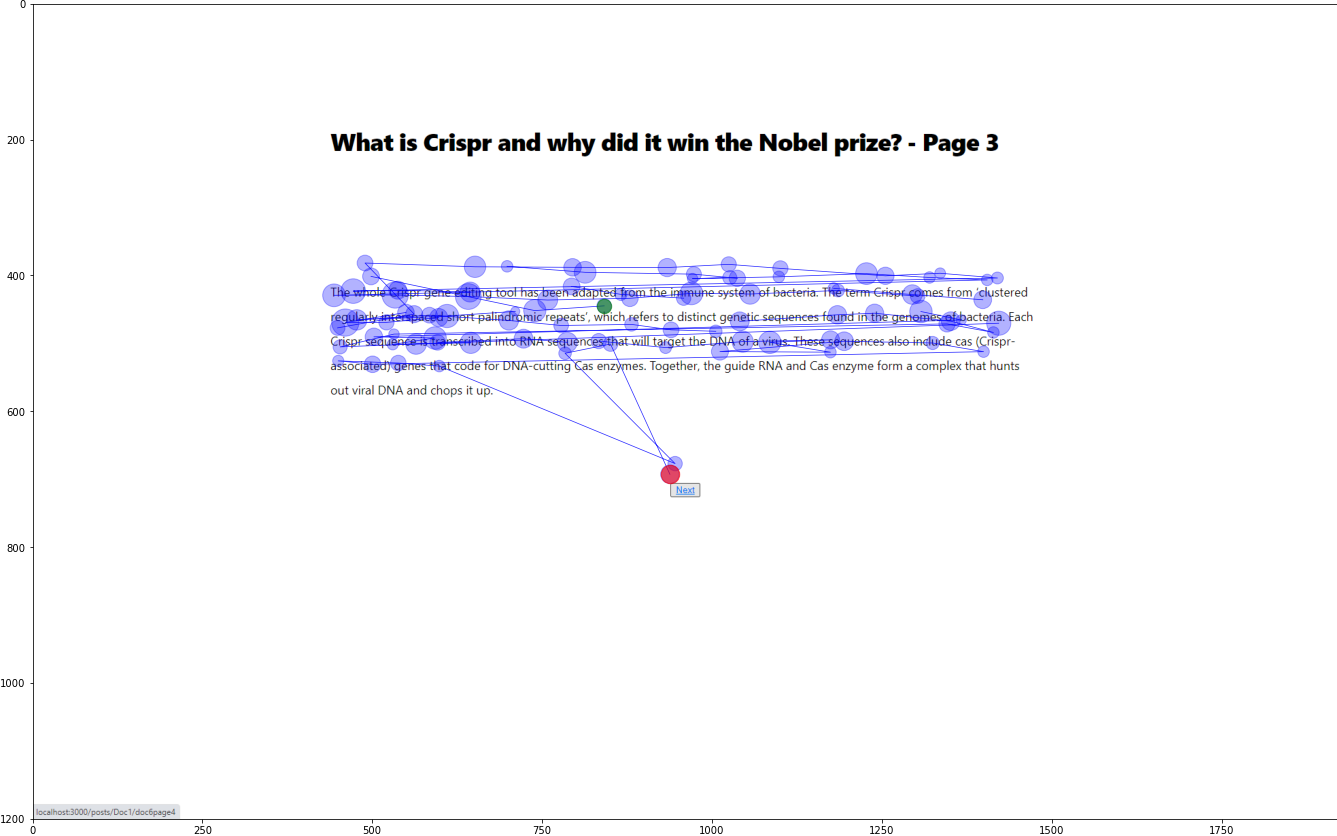 What is Crispr and why did it win the Nobel prize? - Page 3
The whole Crispr gene editing tool has been adapted from the immune system of bacteria. The term Crispr comes from 'clustered
regularly interspaced short palindromic repeats', which refers to distinct genetic sequences found in the genomes of bacteria. Each
Crispr sequence is transcribed into RNA sequences that will target the DNA of a virus. These sequences also include cas (Crispr-
associated) genes that code for DNA-cutting Cas enzymes. Together, the guide RNA and Cas enzyme form a complex that hunts
out viral DNA and chops it up.
Next
localhost:3000/posts/Doc1/doc6page4
0
200
400
600
800
1000
1200
0 250 500 750 1000 1250 1500 1750